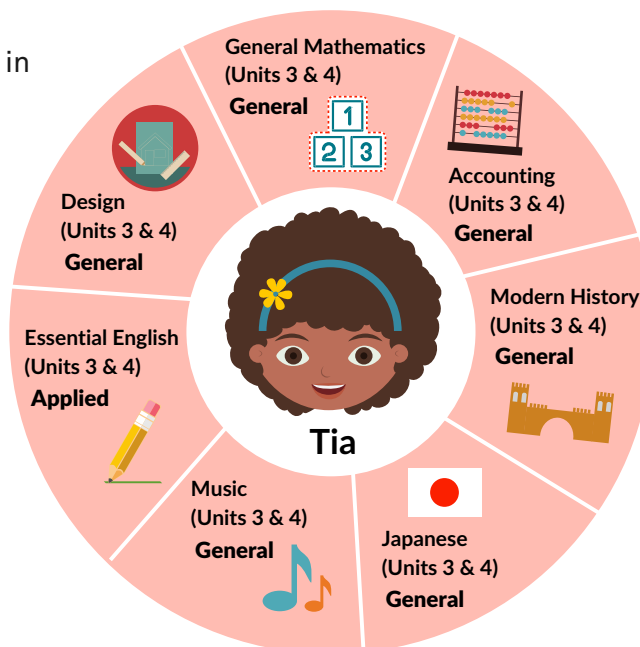 in
General Mathematics
(Units 3 & 4)
General
1
2 3
Accounting
(Units 3 & 4)
General
Modern History
(Units 3 & 4)
General
Japanese
(Units 3 & 4)
General
Music
(Units 3 & 4)
General
Essential English
(Units 3 & 4)
Applied
Design
(Units 3 & 4)
General
Tia